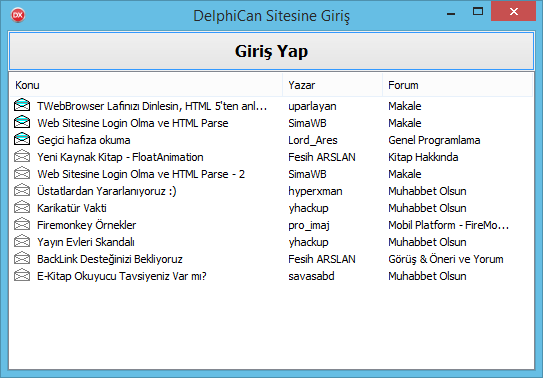 DX DelphiCan Sitesine Giriş
Giriş Yap
Konu Yazar Forum
TWebBrowser Lafınızı Dinlesin, HTML 5'ten anl... uparlayan Makale
Web Sitesine Login Olma ve HTML Parse SimaWB Makale
Geçici hafıza okuma Lord_Ares Genel Programlama
Yeni Kaynak Kitap - FloatAnimation Fesih ARSLAN Kitap Hakkında
Web Sitesine Login Olma ve HTML Parse - 2 SimaWB Makale
Üstatlardan Yararlanıyoruz :) hyperxman Muhabbet Olsun
Karikatür Vakti yhackup Muhabbet Olsun
Firemonkey Örnekler pro_imaj Mobil Platform - FireMo...
Yayın Evleri Skandalı yhackup Muhabbet Olsun
BackLink Desteğinizi Bekliyoruz Fesih ARSLAN Görüş & Öneri ve Yorum
E-Kitap Okuyucu Tavsiyeniz Var mı? savasabd Muhabbet Olsun